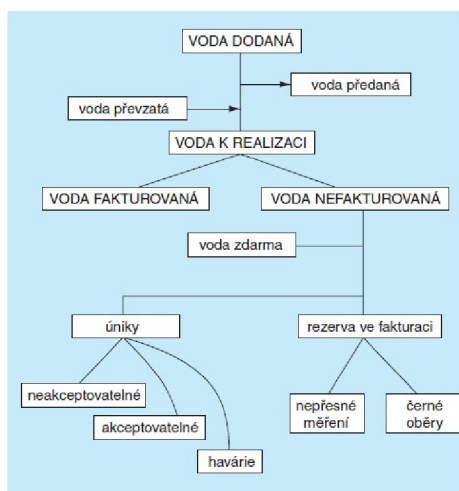 VODA DODANÁ
voda předaná
voda převzatá
VODA K REALIZACI
VODA FAKTUROVANÁ
VODA NEFAKTUROVANÁ
voda zdarma
úniky
rezerva ve fakturaci
neakceptovatelné
akceptovatelné
havárie
nepřesné
měření
černé
oběry